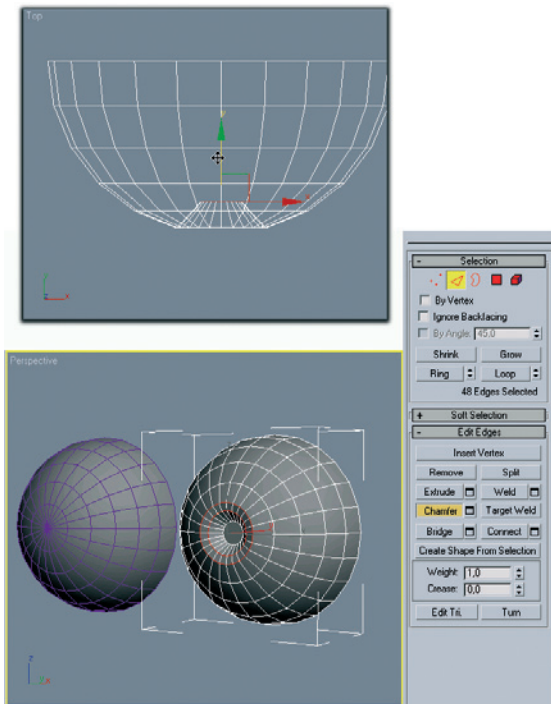 Top
y
x
y
z
x
Perspective
z
x
- Selection
By Vertex
Ignore Backfacing
By Angle: 45,0
Shrink Grow
Ring Loop
48 Edges Selected
+ Soft Selection
- Edit Edges
Insert Vertex
Remove Split
Extrude Weld
Chamfer Target Weld
Bridge Connect
Create Shape From Selection
Weight: 1,0
Crease: 0,0
Edit Tri. Turn